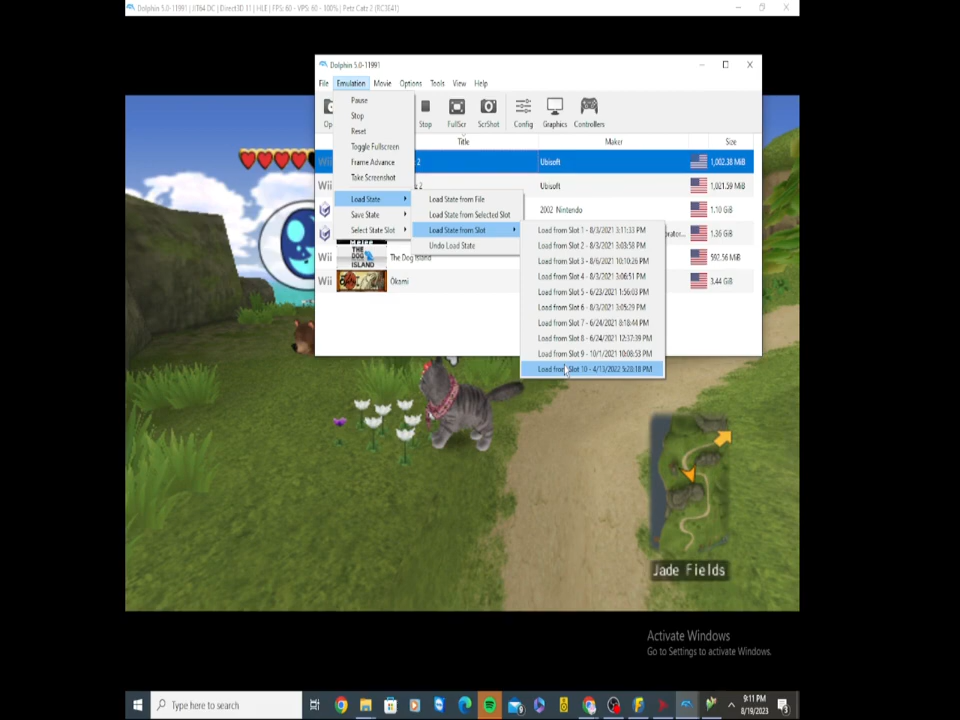 Dolphin 5.0-11991 | JIT64 DC | Direct3D 11 | HLE | FPS: 60 - VPS: 60 - 100% | Petz Catz 2 (RC3E41)
Dolphin 5.0-11991
File Emulation Movie Options Tools View Help
Stop FullScr ScrShot Config Graphics Controllers
Title Maker Size
2 Ubisoft 1,002.38 MiB
2 Ubisoft 1,021.59 MiB
2002 Nintendo 1.10 GiB
1.36 GiB
Wii THE DOG ISLAND The Dog Island 592.56 MiB
Wii Okami 3.44 GiB
Pause
Stop
Reset
Toggle Fullscreen
Frame Advance
Take Screenshot
Load State
Save State
Select State Slot
Load State from File
Load State from Selected Slot
Load State from Slot
Undo Load State
Load from Slot 1 - 8/3/2021 3:11:33 PM
Load from Slot 2 - 8/3/2021 3:03:58 PM
Load from Slot 3 - 8/6/2021 10:10:26 PM
Load from Slot 4 - 8/3/2021 3:06:51 PM
Load from Slot 5 - 6/23/2021 1:56:03 PM
Load from Slot 6 - 8/3/2021 3:05:29 PM
Load from Slot 7 - 6/24/2021 8:18:44 PM
Load from Slot 8 - 6/24/2021 12:37:39 PM
Load from Slot 9 - 10/1/2021 10:08:53 PM
Load from Slot 10 - 4/13/2022 5:28:18 PM
Jade Fields
Activate Windows
Go to Settings to activate Windows.
Type here to search
9:11 PM
8/19/2023